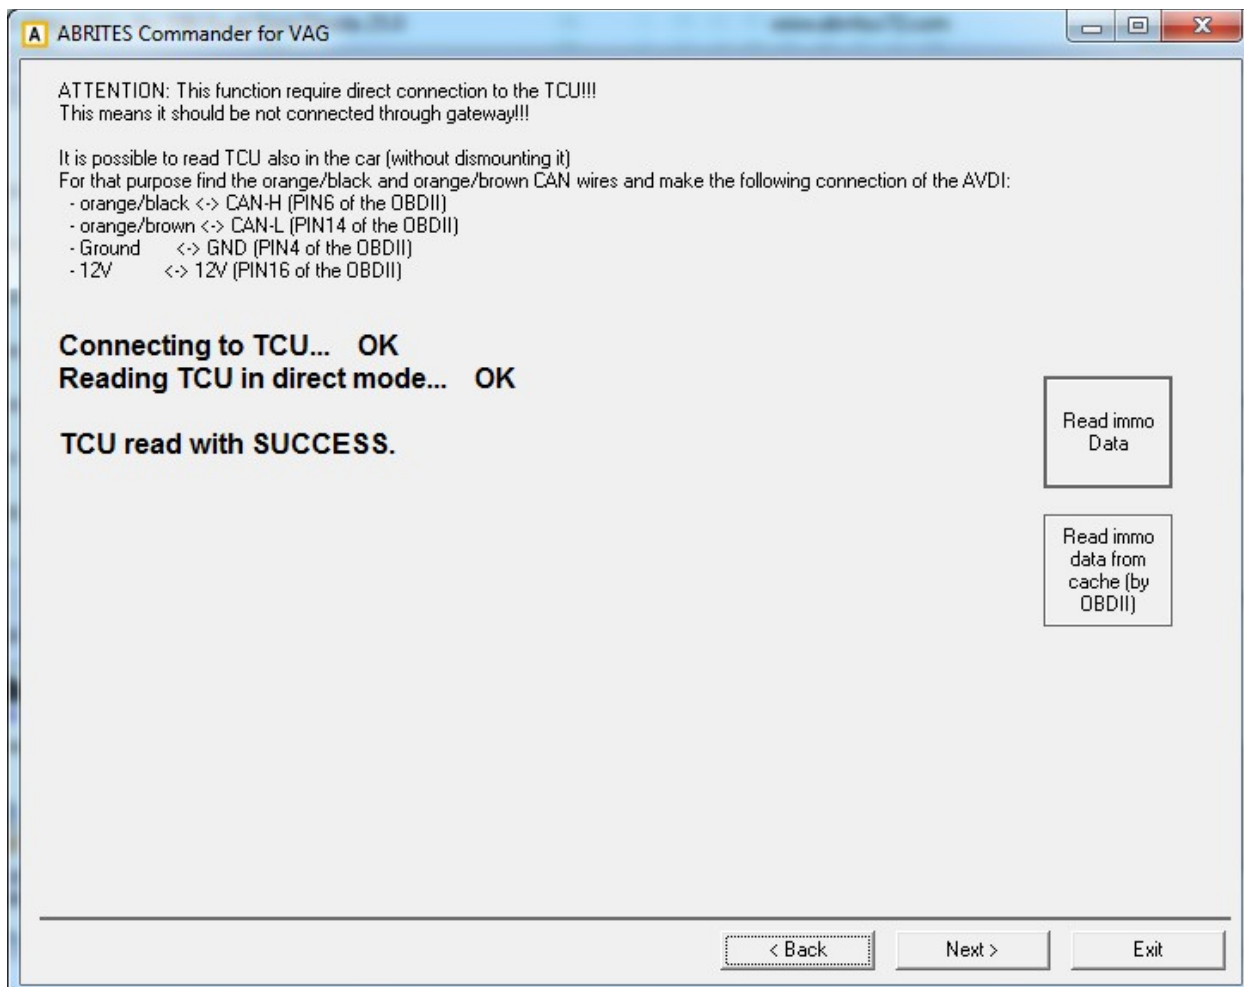 A ABRITES Commander for VAG
ATTENTION: This function require direct connection to the TCU!!!
This means it should be not connected through gateway!!!
It is possible to read TCU also in the car (without dismounting it)
For that purpose find the orange/black and orange/brown CAN wires and make the following connection of the AVDI:
- orange/black <-> CAN-H (PIN6 of the OBDII)
- orange/brown <-> CAN-L (PIN14 of the OBDII)
- Ground <-> GND (PIN4 of the OBDII)
- 12V <-> 12V (PIN16 of the OBDII)
Connecting to TCU... OK
Reading TCU in direct mode... OK
TCU read with SUCCESS.
Read immo
Data
Read immo
data from
cache (by
OBDII)
< Back
Next >
Exit